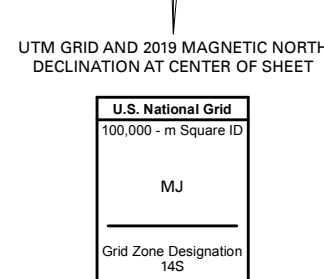 UTM GRID AND 2019 MAGNETIC NORTH
DECLINATION AT CENTER OF SHEET
U.S. National Grid
100,000 - m Square ID
MJ
Grid Zone Designation
14S